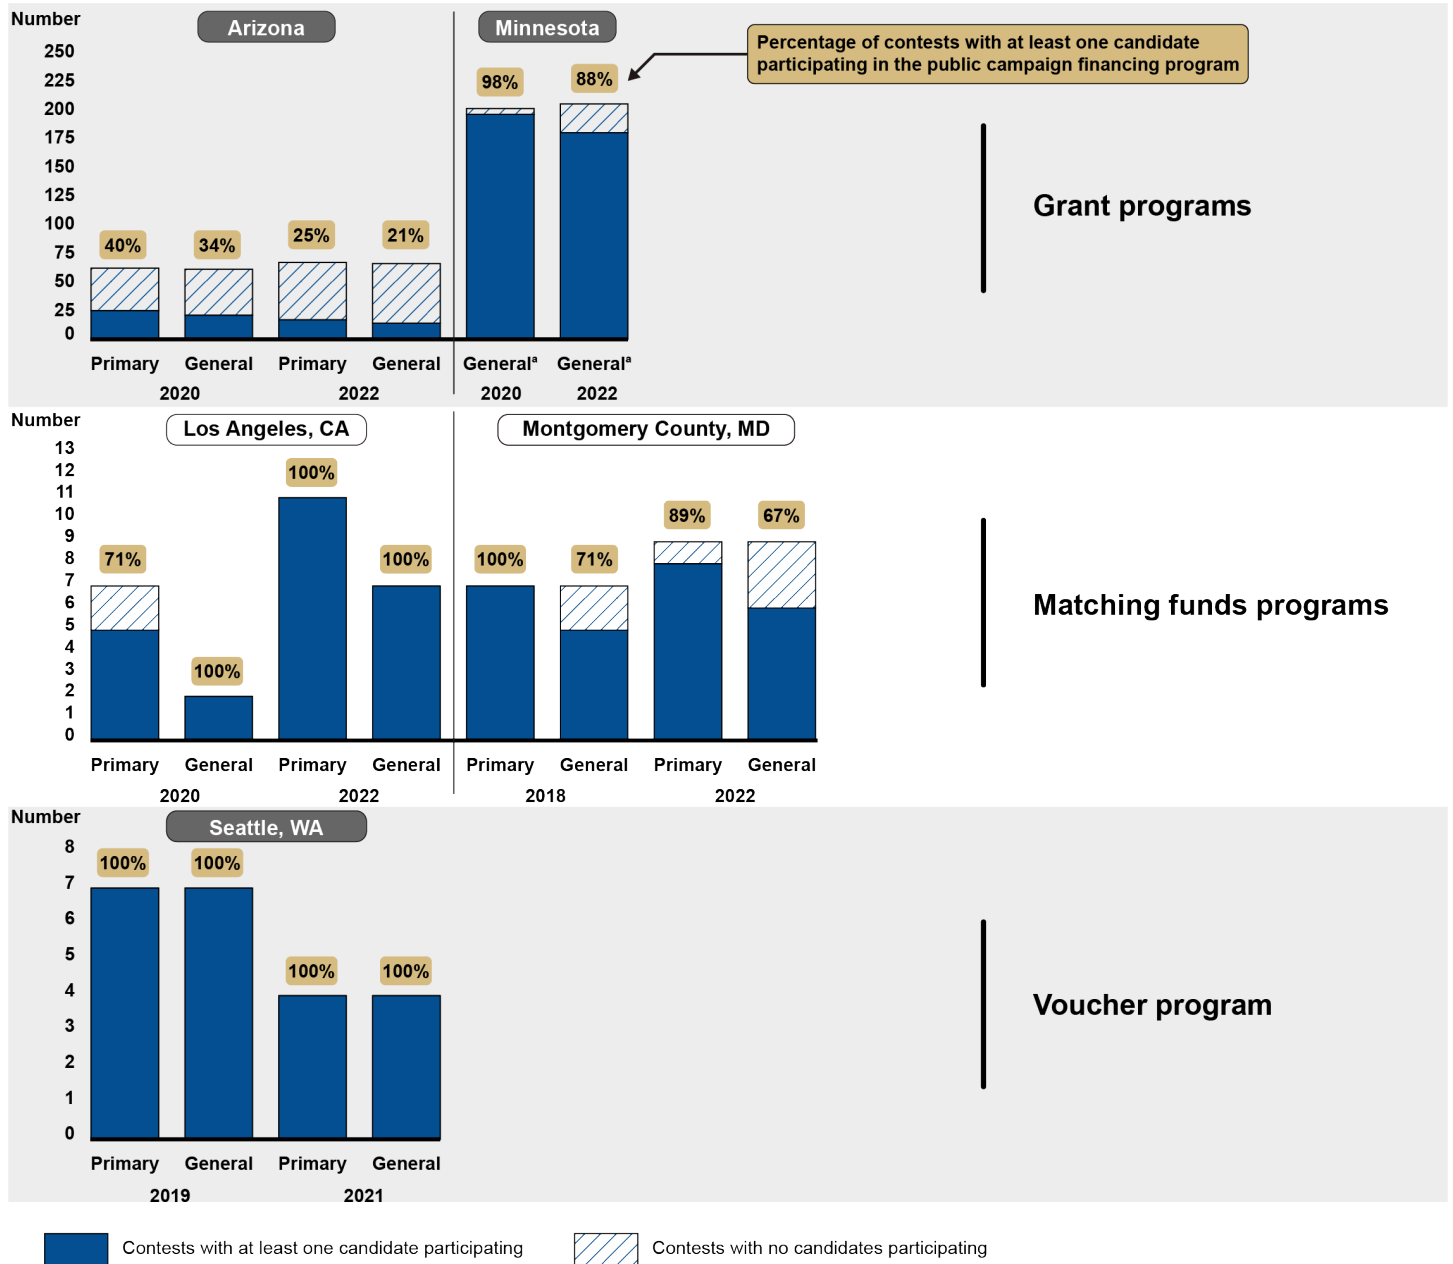 Number
Arizona
Minnesota
Percentage of contests with at least one candidate
participating in the public campaign financing program
250
225
200
175
150
125
100
75
50
25
0
40%
34%
25%
21%
98%
88%
Primary
General
Primary
General
Generalª
Generalª
2020
2022
2020
2022
Grant programs
Number
Los Angeles, CA
Montgomery County, MD
13
12
11
10
9
8
7
6
5
4
3
2
1
0
71%
100%
100%
100%
100%
71%
89%
67%
Primary
General
Primary
General
Primary
General
Primary
General
2020
2022
2018
2022
Matching funds programs
Number
Seattle, WA
8
7
6
5
4
3
2
1
0
100%
100%
100%
100%
Primary
General
Primary
General
2019
2021
Voucher program
Contests with at least one candidate participating
Contests with no candidates participating